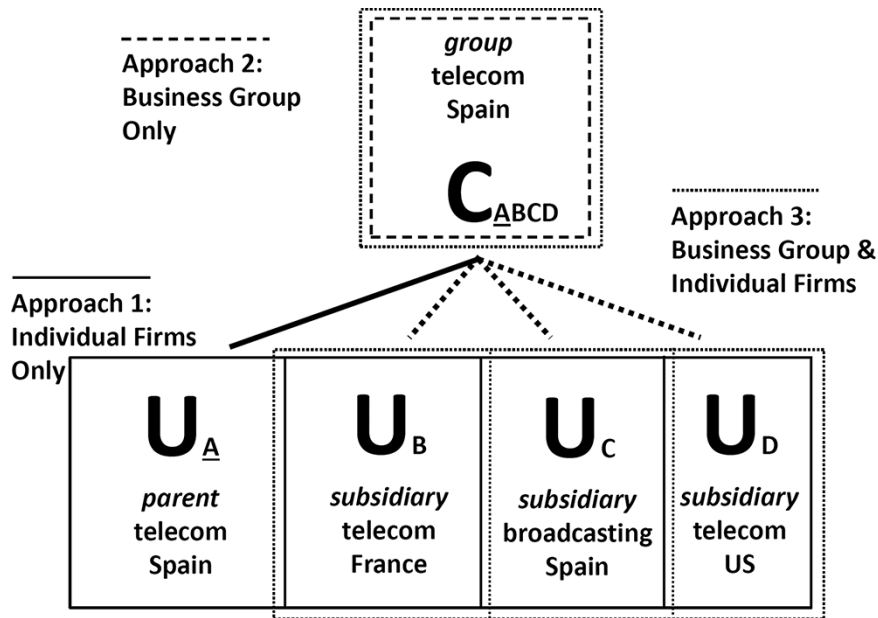 Approach 2:
Business Group
Only
group
telecom
Spain
CABCD
Approach 3:
Business Group &
Individual Firms
Approach 1:
Individual Firms
Only
UA
parent
telecom
Spain
UB
subsidiary
telecom
France
UC
subsidiary
broadcasting
Spain
UD
subsidiary
telecom
US